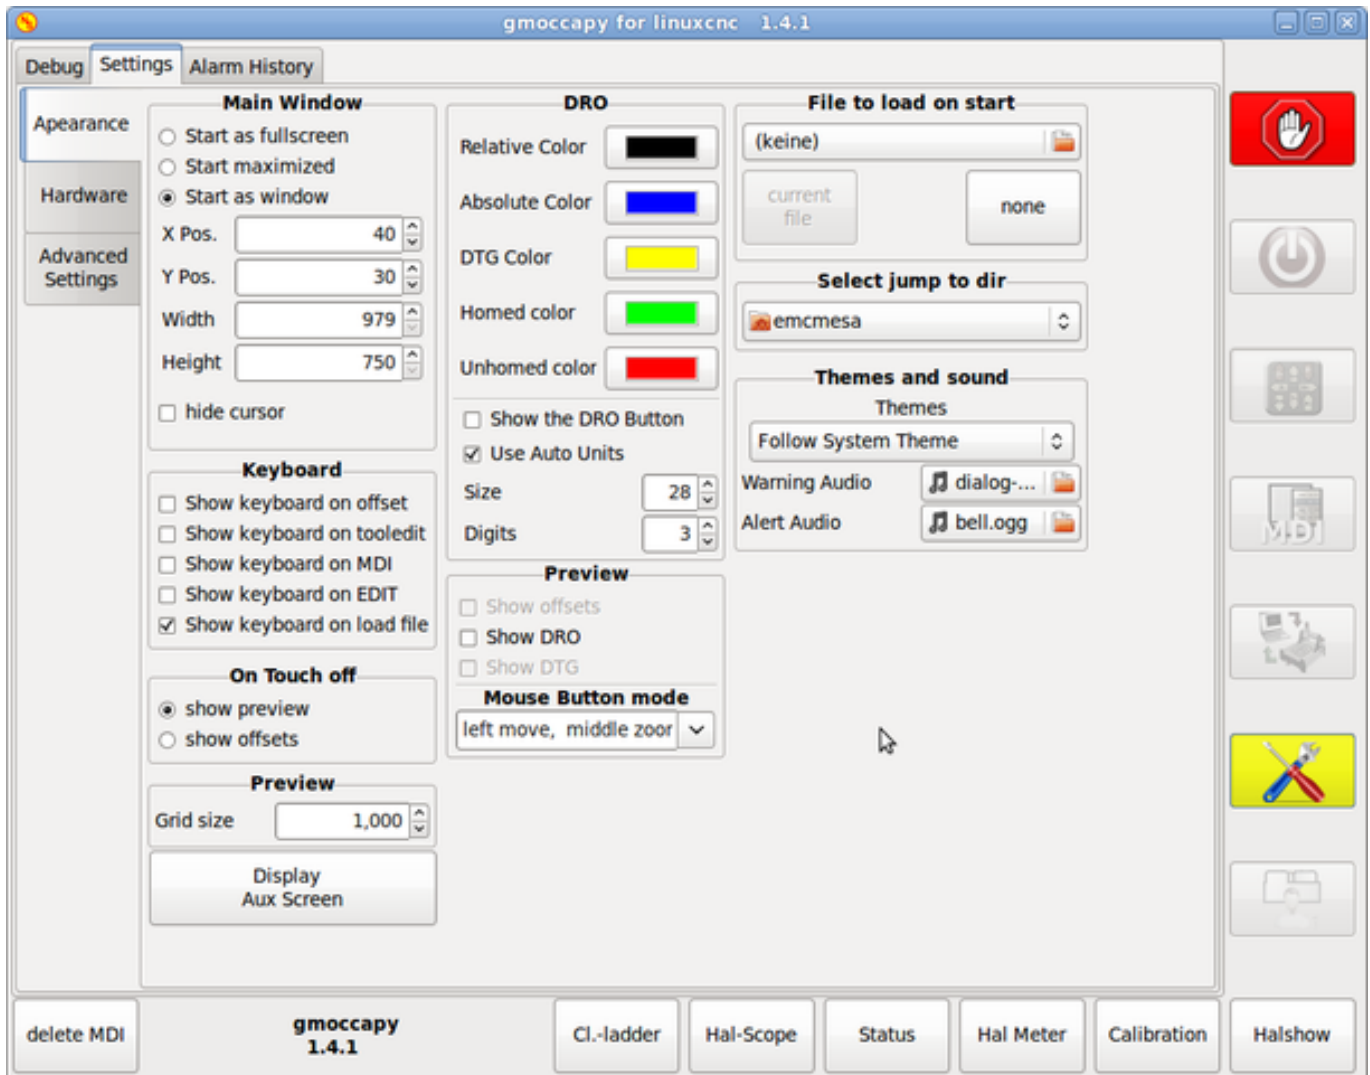 gmoccapy for linuxcnc 1.4.1
Debug
Settings
Alarm History
Apearance
Hardware
Advanced
Settings
Main Window
Start as fullscreen
Start maximized
Start as window
X Pos. 40
Y Pos. 30
Width 979
Height 750
hide cursor
Keyboard
Show keyboard on offset
Show keyboard on tooledit
Show keyboard on MDI
Show keyboard on EDIT
Show keyboard on load file
On Touch off
show preview
show offsets
Preview
Grid size 1,000
Display
Aux Screen
DRO
Relative Color
Absolute Color
DTG Color
Homed color
Unhomed color
Show the DRO Button
Use Auto Units
Size 28
Digits 3
Preview
Show offsets
Show DRO
Show DTG
Mouse Button mode
left move, middle zoor
File to load on start
(keine)
current
file
none
Select jump to dir
emcmesa
Themes and sound
Themes
Follow System Theme
Warning Audio dialog-...
Alert Audio bell.ogg
MDI
delete MDI
gmoccapy
1.4.1
Cl.-ladder
Hal-Scope
Status
Hal Meter
Calibration
Halshow